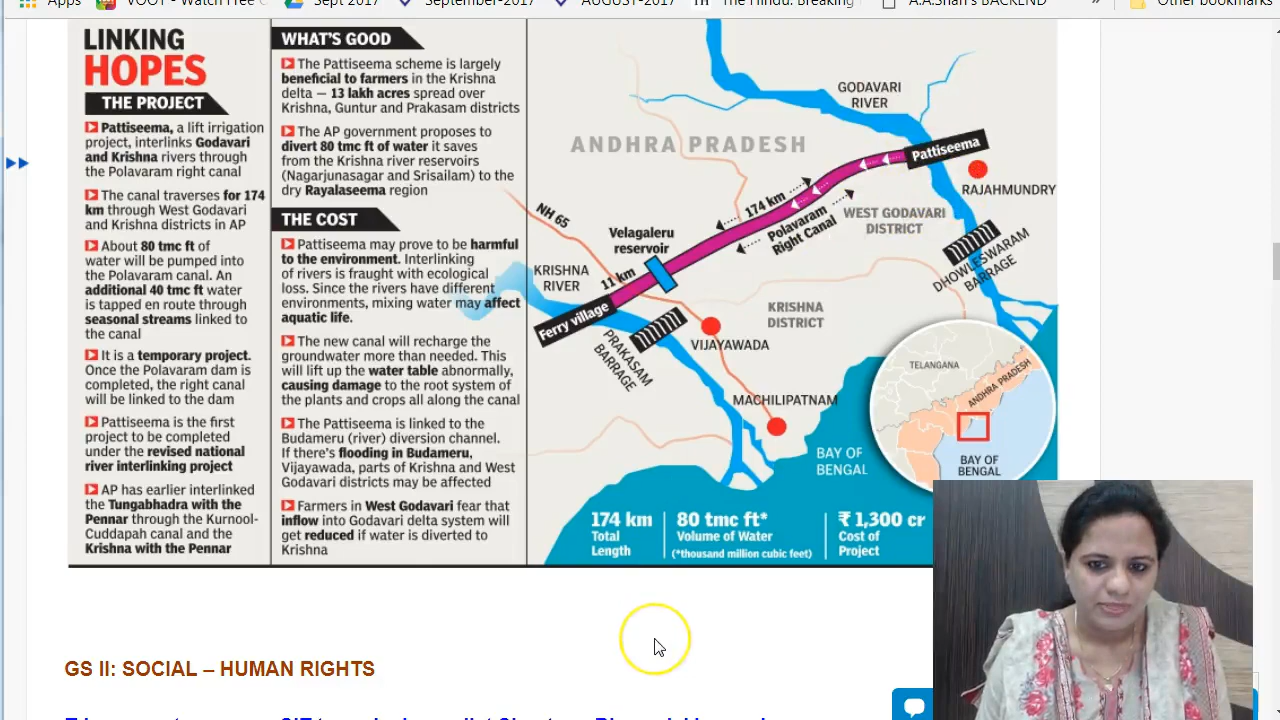 Apps
VOOT - Watch Free
Sept 2017
September-2017
AUGUST-2017
TH
The Hindu: Breaking
A.A.Shah's BACKEND
»
Other bookmarks
LINKING
HOPES
THE PROJECT
Pattiseema, a lift irrigation
project, interlinks Godavari
and Krishna rivers through
the Polavaram right canal
The canal traverses for 174
km through West Godavari
and Krishna districts in AP
About 80 tmc ft of
water will be pumped into
the Polavaram canal. An
additional 40 tmc ft water
is tapped en route through
seasonal streams linked to
the canal
It is a temporary project.
Once the Polavaram dam is
completed, the right canal
will be linked to the dam
Pattiseema is the first
project to be completed
under the revised national
river interlinking project
AP has earlier interlinked
the Tungabhadra with the
Pennar through the Kurnool-
Cuddapah canal and the
Krishna with the Pennar
WHAT'S GOOD
The Pattiseema scheme is largely
beneficial to farmers in the Krishna
delta — 13 lakh acres spread over
Krishna, Guntur and Prakasam districts
The AP government proposes to
divert 80 tmc ft of water it saves
from the Krishna river reservoirs
(Nagarjunasagar and Srisailam) to the
dry Rayalaseema region
THE COST
Pattiseema may prove to be harmful
to the environment. Interlinking
of rivers is fraught with ecological
loss. Since the rivers have different
environments, mixing water may affect
aquatic life.
The new canal will recharge the
groundwater more than needed. This
will lift up the water table abnormally,
causing damage to the root system of
the plants and crops all along the canal
The Pattiseema is linked to the
Budameru (river) diversion channel.
If there's flooding in Budameru,
Vijayawada, parts of Krishna and West
Godavari districts may be affected
Farmers in West Godavari fear that
inflow into Godavari delta system will
get reduced if water is diverted to
Krishna
GODAVARI
RIVER
ANDHRA PRADESH
Pattiseema
RAJAHMUNDRY
174 km
Polavaram
Right Canal
WEST GODAVARI
DISTRICT
NH 65
Velagaleru
reservoir
DHOWLESWARAM
BARRAGE
KRISHNA
RIVER
11 km
Ferry village
KRISHNA
DISTRICT
PRAKASAM
BARRAGE
VIJAYAWADA
MACHILIPATNAM
TELANGANA
ANDHRA PRADESH
BAY OF
BENGAL
BAY OF
BENGAL
174 km
Total
Length
80 tmc ft*
Volume of Water
(*thousand million cubic feet)
₹ 1,300 cr
Cost of
Project
GS II: SOCIAL – HUMAN RIGHTS